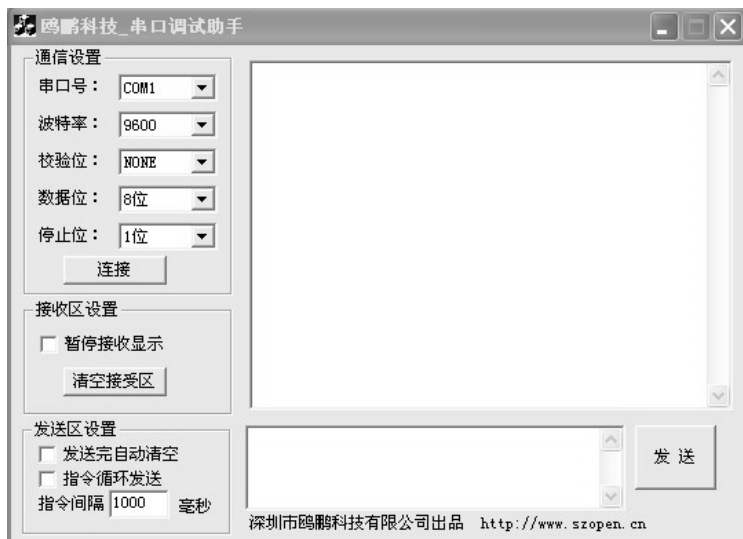 鸥鹏科技_串口调试助手
通信设置
串口号： COM1
波特率： 9600
校验位： NONE
数据位： 8位
停止位： 1位
连接
接收区设置
暂停接收显示
清空接受区
发送区设置
发送完自动清空
指令循环发送
指令间隔 1000 毫秒
发 送
深圳市鸥鹏科技有限公司出品 http://www.szopen.cn